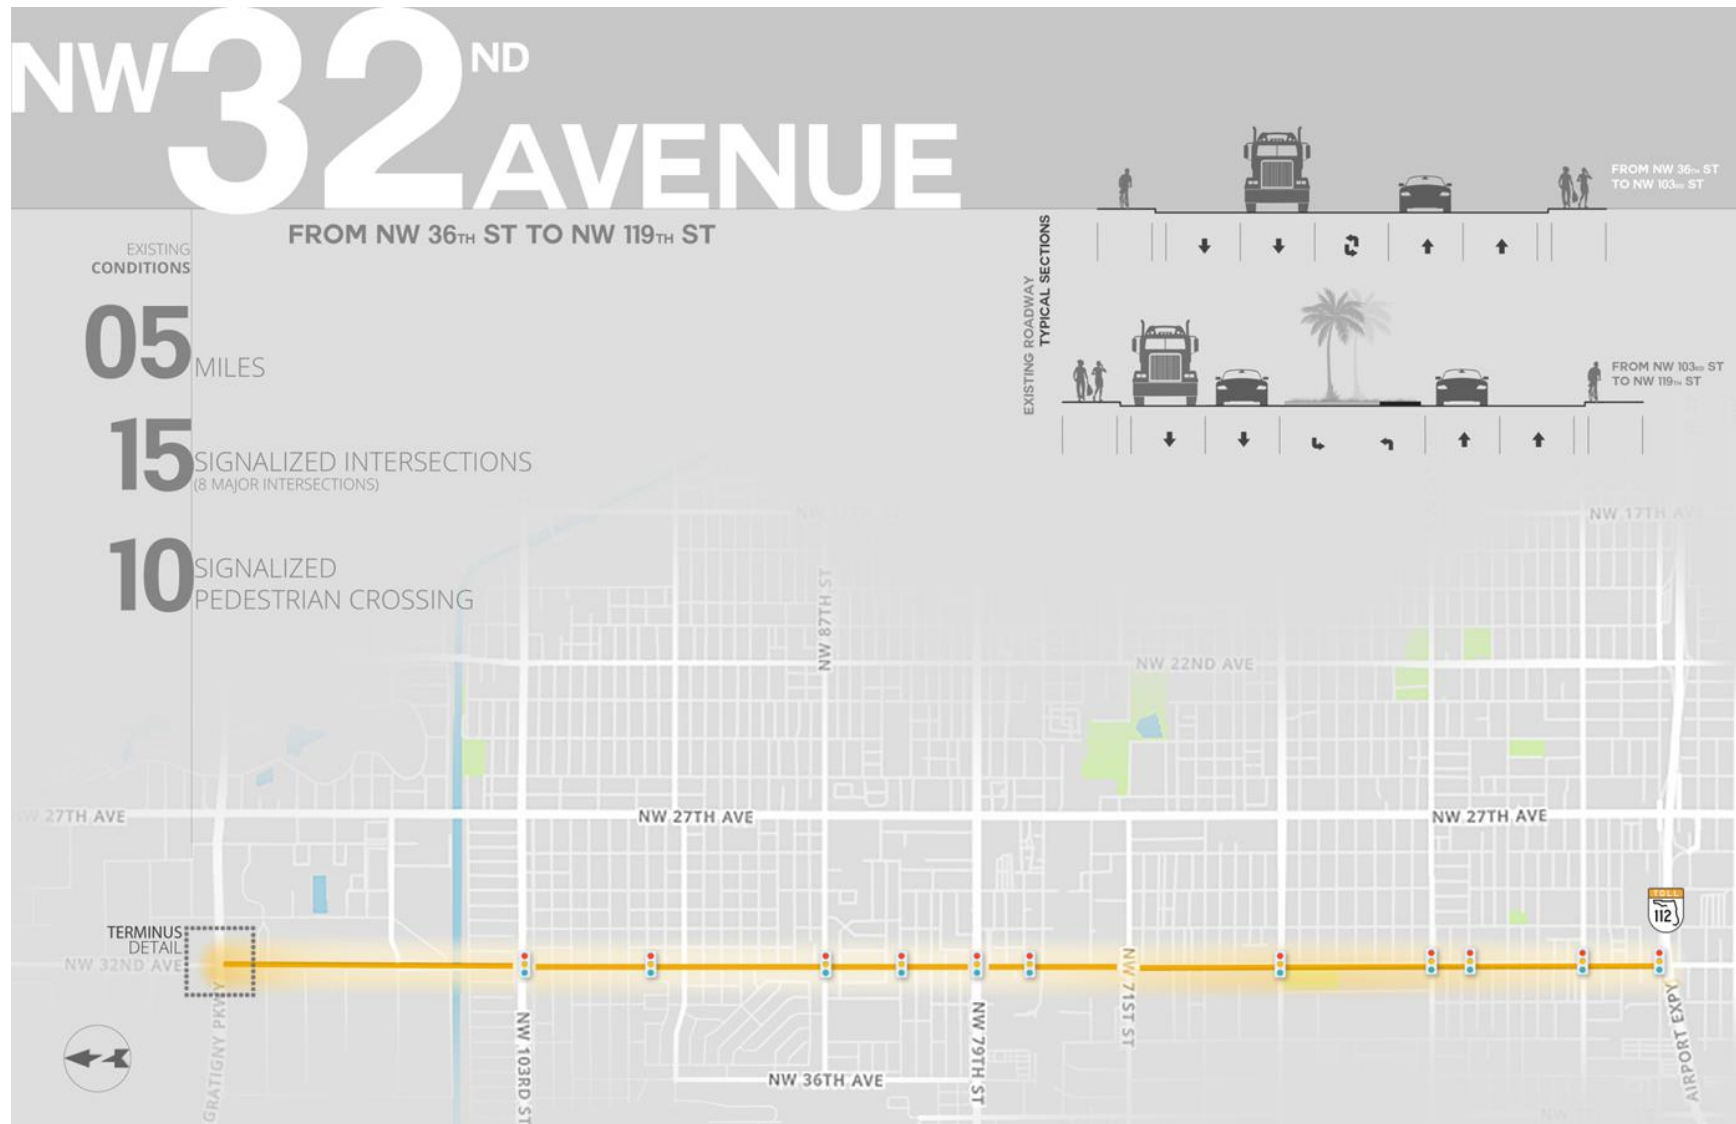 NW 32ND AVENUE
FROM NW 36TH ST TO NW 119TH ST
EXISTING
CONDITIONS
05 MILES
15 SIGNALIZED INTERSECTIONS
(8 MAJOR INTERSECTIONS)
10 SIGNALIZED
PEDESTRIAN CROSSING
EXISTING ROADWAY
TYPICAL SECTIONS
FROM NW 36TH ST
TO NW 103RD ST
FROM NW 103RD ST
TO NW 119TH ST
NW 17TH AVE
NW 87TH ST
NW 22ND AVE
NW 27TH AVE
NW 27TH AVE
NW 27TH AVE
TOLL
112
TERMINUS
DETAIL
NW 32ND AVE
GRATIGNY PKWY
NW 103RD ST
NW 79TH ST
NW 71ST ST
AIRPORT EXPY
NW 36TH AVE